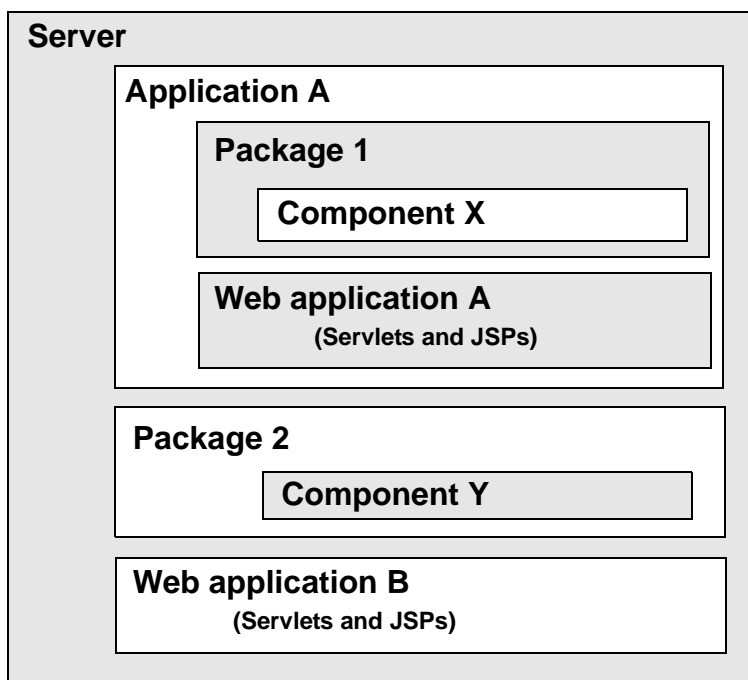 Server
Application A
Package 1
Component X
Web application A
(Servlets and JSPs)
Package 2
Component Y
Web application B
(Servlets and JSPs)